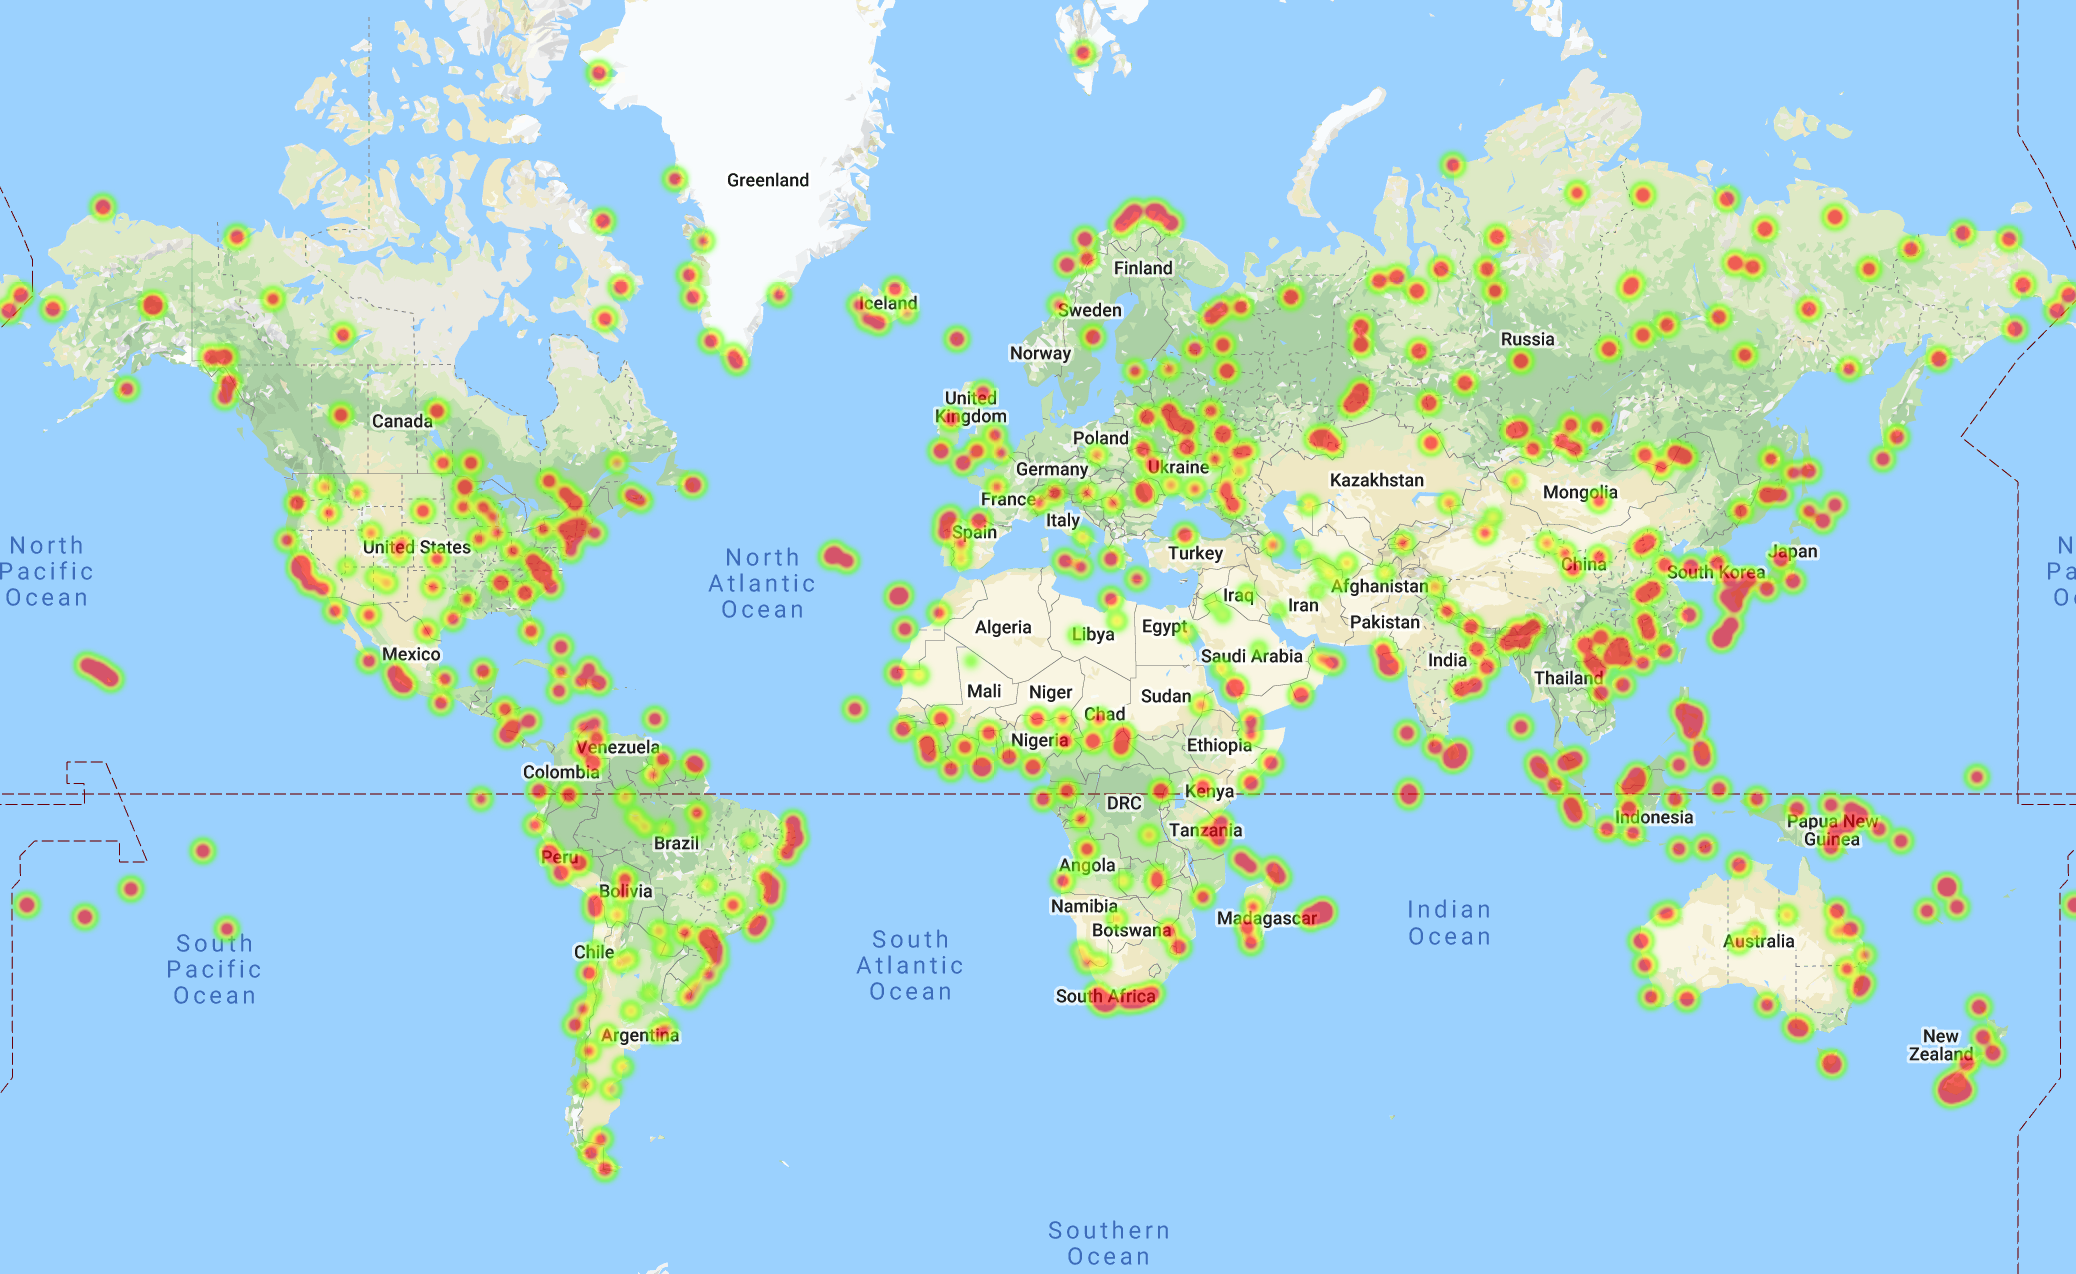 Greenland
Iceland
Finland
Sweden
Norway
Russia
United
Kingdom
Canada
Poland
Germany
Ukraine
Kazakhstan
Mongolia
France
Italy
Spain
Turkey
North
Pacific
Ocean
United States
North
Atlantic
Ocean
Japan
China
South Korea
N
Pa
Oc
Afghanistan
Iraq
Iran
Pakistan
Algeria
Libya
Egypt
Mexico
Saudi Arabia
India
Thailand
Mali
Niger
Sudan
Chad
Nigeria
Ethiopia
Venezuela
Colombia
Kenya
DRC
Indonesia
Papua New
Guinea
Tanzania
Brazil
Peru
Angola
Bolivia
Namibia
Madagascar
Botswana
Indian
Ocean
Australia
South
Pacific
Ocean
South
Atlantic
Ocean
Chile
South Africa
Argentina
New
Zealand
Southern
Ocean